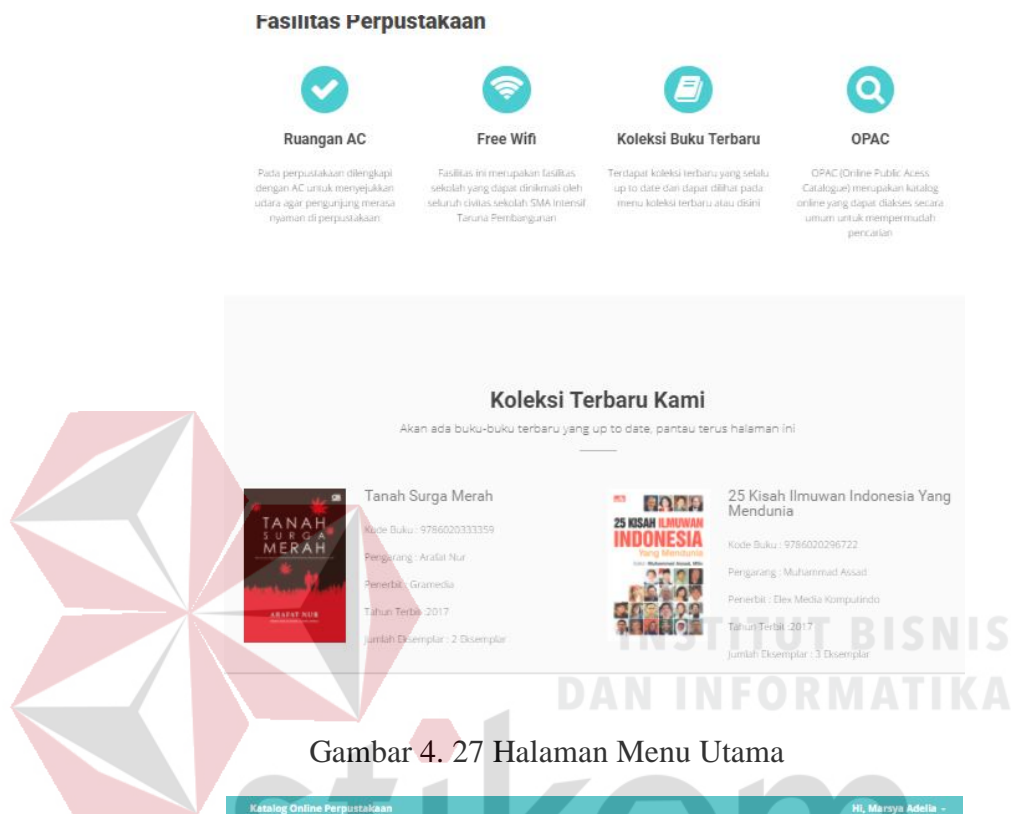 Fasilitas Perpustakaan
Ruangan AC
Pada perpustakaan dilengkapi
dengan AC untuk menyejukkan
udara agar pengunjung merasa
nyaman di perpustakaan
Free Wifi
Fasilitas ini merupakan fasilitas
sekolah yang dapat dinikmati oleh
seluruh civitas sekolah SMA Intensif
Taruna Pembangunan
Koleksi Buku Terbaru
Terdapat koleksi terbaru yang selalu
up to date dan dapat dilihat pada
menu koleksi terbaru atau disini
OPAC
OPAC (Online Public Acess
Catalogue) merupakan katalog
online yang dapat diakses secara
umum untuk mempermudah
pencarian
Koleksi Terbaru Kami
Akan ada buku-buku terbaru yang up to date, pantau terus halaman ini
TANAH
SURGA
MERAH
ARAFAT NUR
Tanah Surga Merah
Kode Buku : 9786020333359
Pengarang : Arafat Nur
Penerbit : Gramedia
Tahun Terbit :2017
Jumlah Eksemplar : 2 Eksemplar
25 KISAH ILMUWAN
INDONESIA
Yang Mendunia
Muhammad Assad, MSc
25 Kisah Ilmuwan Indonesia Yang
Mendunia
Kode Buku : 9786020296722
Pengarang : Muhammad Assad
Penerbit : Elex Media Komputindo
Tahun Terbit :2017
Jumlah Eksemplar : 3 Eksemplar
INSTITUT BISNIS
DAN INFORMATIKA
Gambar 4. 27 Halaman Menu Utama
stikom
Katalog Online Perpustakaan
Hi, Marsya Adelia